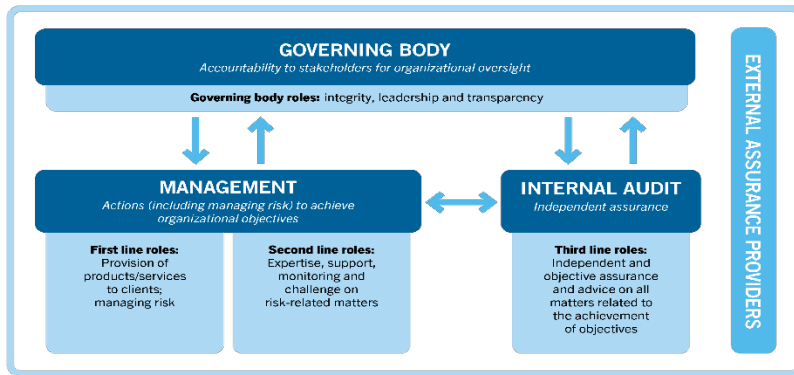 GOVERNING BODY
Accountability to stakeholders for organizational oversight
Governing body roles: integrity, leadership and transparency
MANAGEMENT
Actions (including managing risk) to achieve
organizational objectives
First line roles:
Provision of
products/services
to clients;
managing risk
Second line roles:
Expertise, support,
monitoring and
challenge on
risk-related matters
INTERNAL AUDIT
Independent assurance
Third line roles:
Independent and
objective assurance
and advice on all
matters related to
the achievement
of objectives
EXTERNAL ASSURANCE PROVIDERS